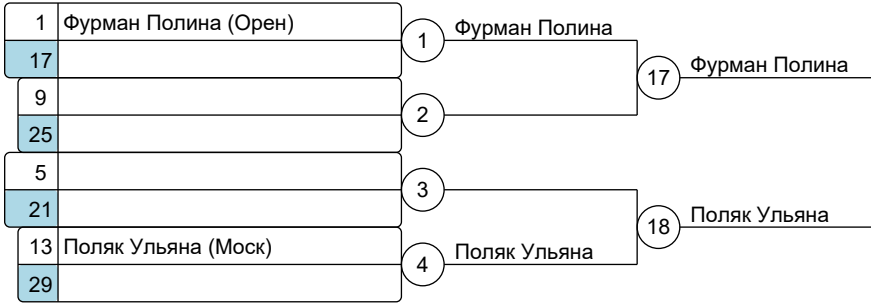 1 Фурман Полина (Орен)
17
9
25
5
21
13 Поляк Ульяна (Моск)
29
1 Фурман Полина
2
3
4 Поляк Ульяна
17 Фурман Полина
18 Поляк Ульяна